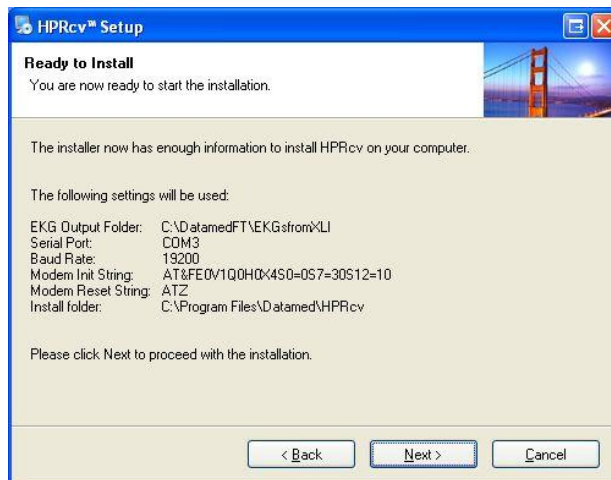 HPRcv™ Setup
Ready to Install
You are now ready to start the installation.
The installer now has enough information to install HPRcv on your computer.
The following settings will be used:
EKG Output Folder: C:\DatamedFT\EKGsfromXLI
Serial Port: COM3
Baud Rate: 19200
Modem Init String: AT&FE0V1Q0H0X4S0=0S7=30S12=10
Modem Reset String: ATZ
Install folder: C:\Program Files\Datamed\HPRcv
Please click Next to proceed with the installation.
< Back Next > Cancel